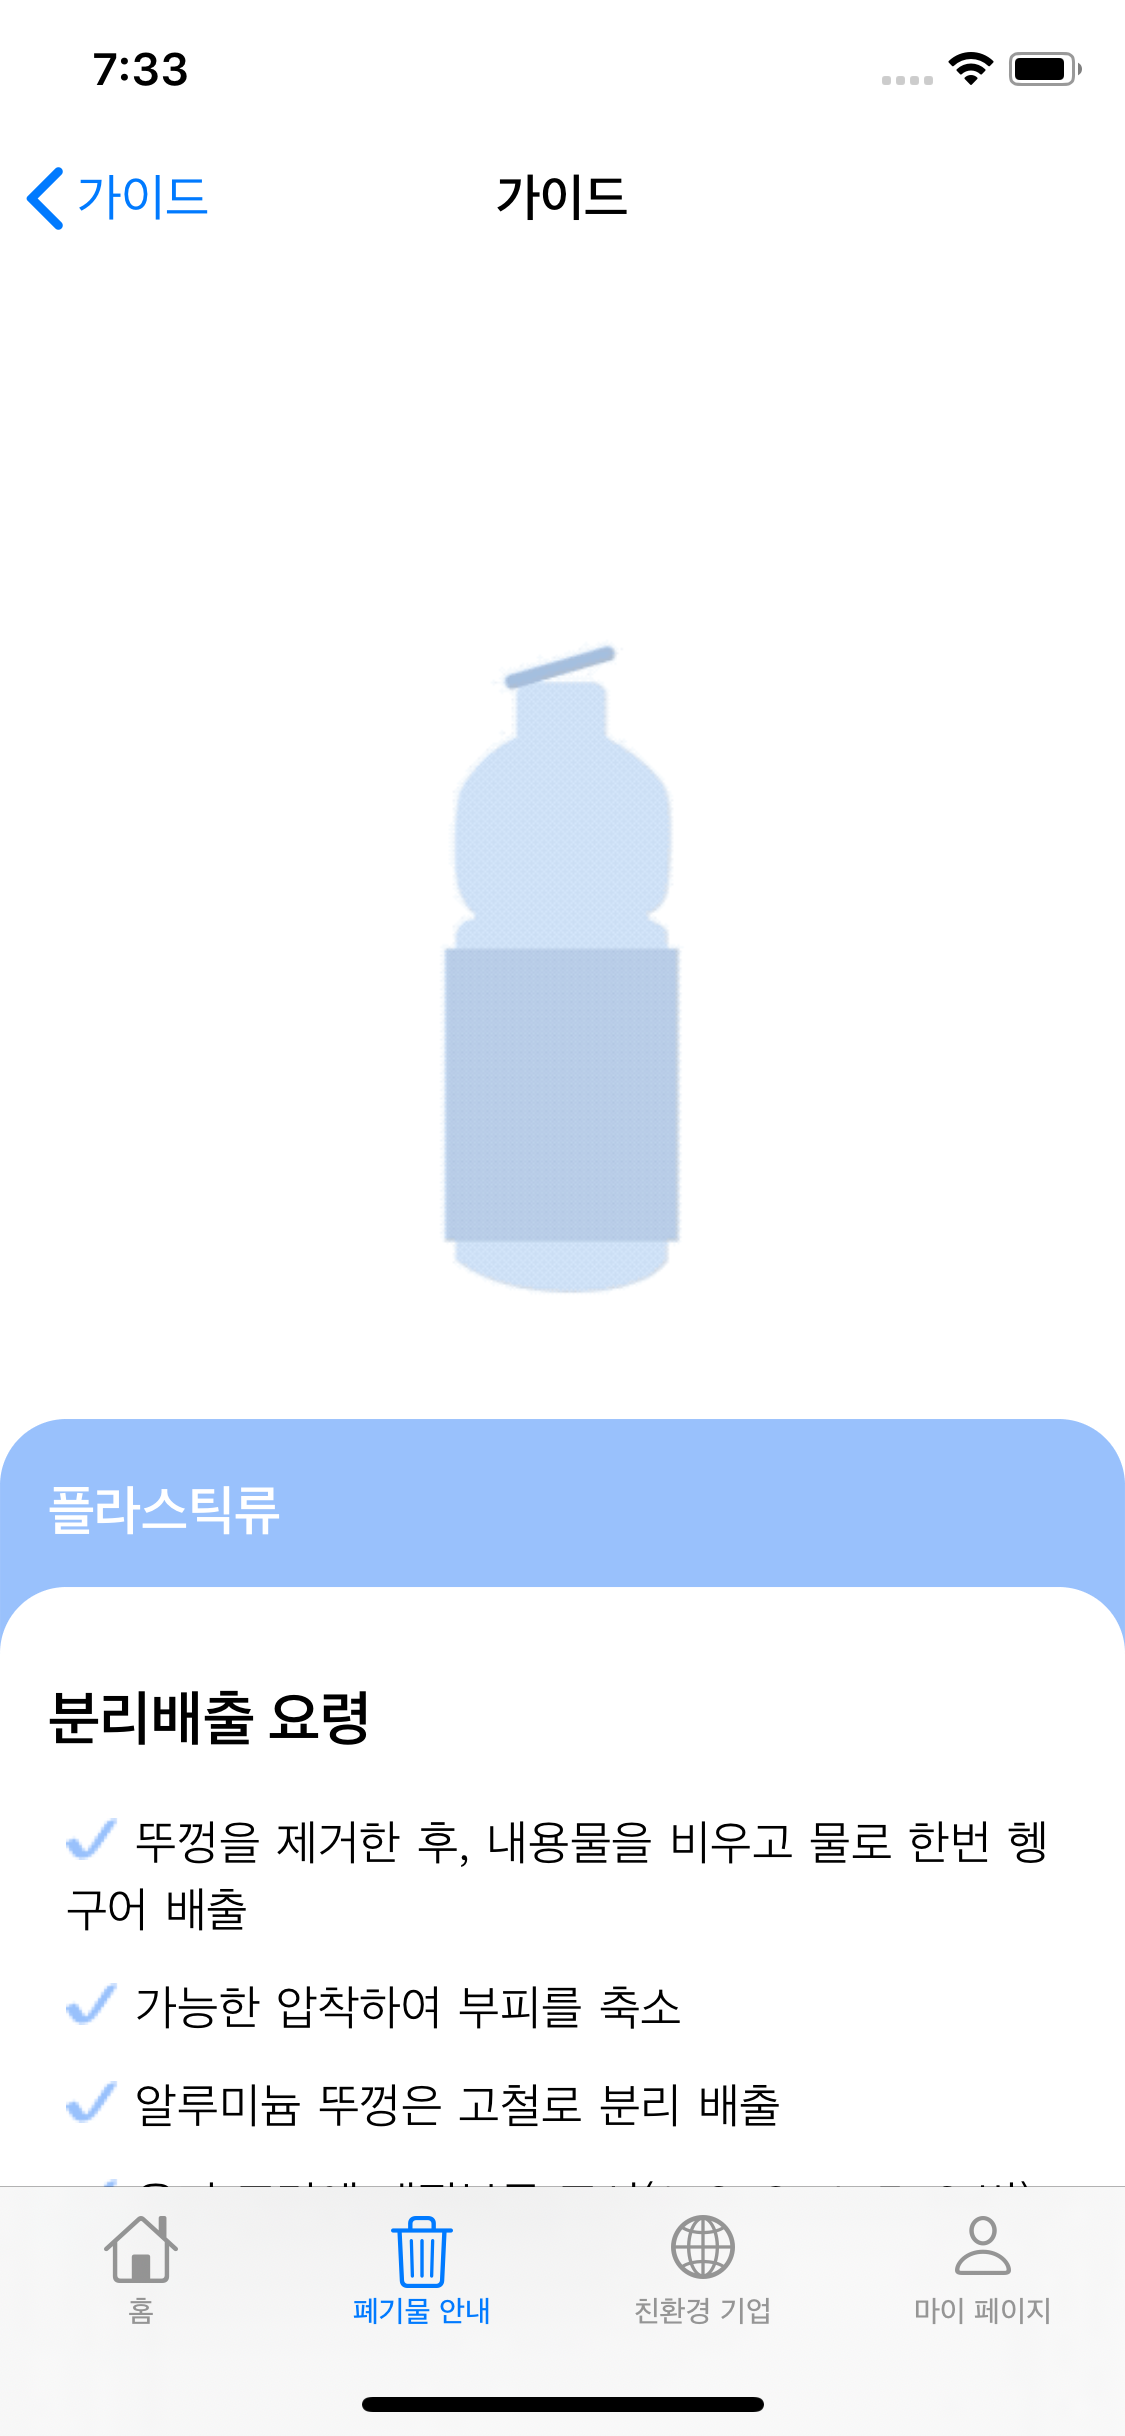 7:33
가이드
가이드
플라스틱류
분리배출 요령
뚜껑을 제거한 후, 내용물을 비우고 물로 한번 헹
구어 배출
가능한 압착하여 부피를 축소
알루미늄 뚜껑은 고철로 분리 배출
홈
폐기물 안내
친환경 기업
마이 페이지